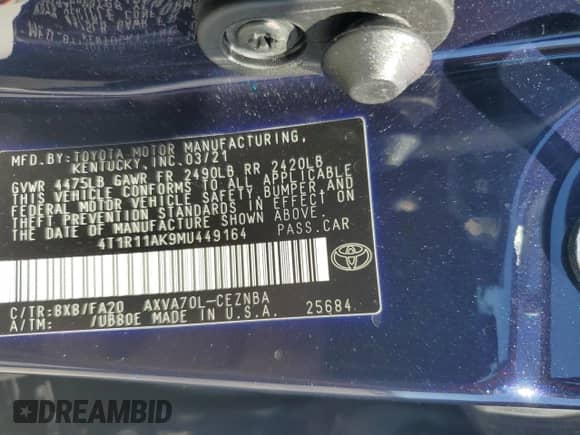 MFD.BY:TOYOTA MOTOR MANUFACTURING,
KENTUCKY, INC.03/21
GVWR 4475LB GAWR FR 2490LB RR 2420LB
THIS VEHICLE CONFORMS TO ALL APPLICABLE
FEDERAL MOTOR VEHICLE SAFETY,BUMPER,AND
THEFT PREVENTION STANDARDS IN EFFECT ON
THE DATE OF MANUFACTURE SHOWN ABOVE.
4T1R11AK9MU449164 PASS.CAR
C/TR:8X8/FA20 AXVA70L-CEZNBA
A/TM: /UB80E MADE IN U.S.A. 25684
DREAMBID